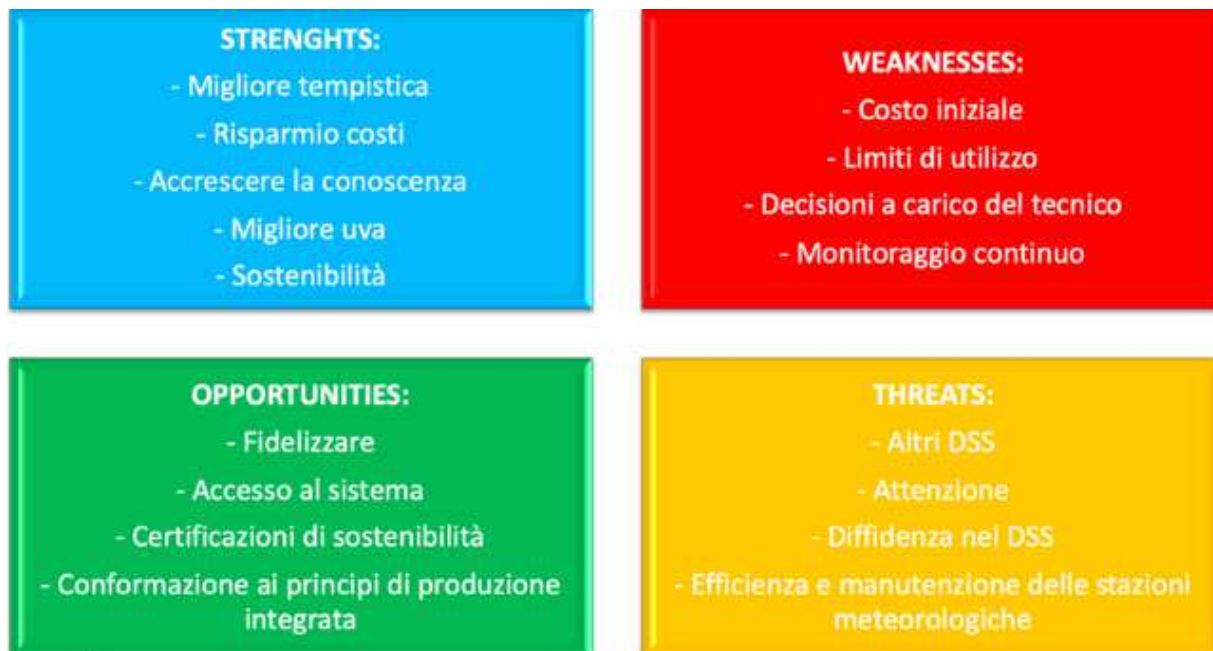 STRENGHTS:
- Migliore tempistica
- Risparmio costi
- Accrescere la conoscenza
- Migliore uva
- Sostenibilità
WEAKNESSES:
- Costo iniziale
- Limiti di utilizzo
- Decisioni a carico del tecnico
- Monitoraggio continuo
OPPORTUNITIES:
- Fidelizzare
- Accesso al sistema
- Certificazioni di sostenibilità
- Conformazione ai principi di produzione
integrata
THREATS:
- Altri DSS
- Attenzione
- Diffidenza nel DSS
- Efficienza e manutenzione delle stazioni
meteorologiche